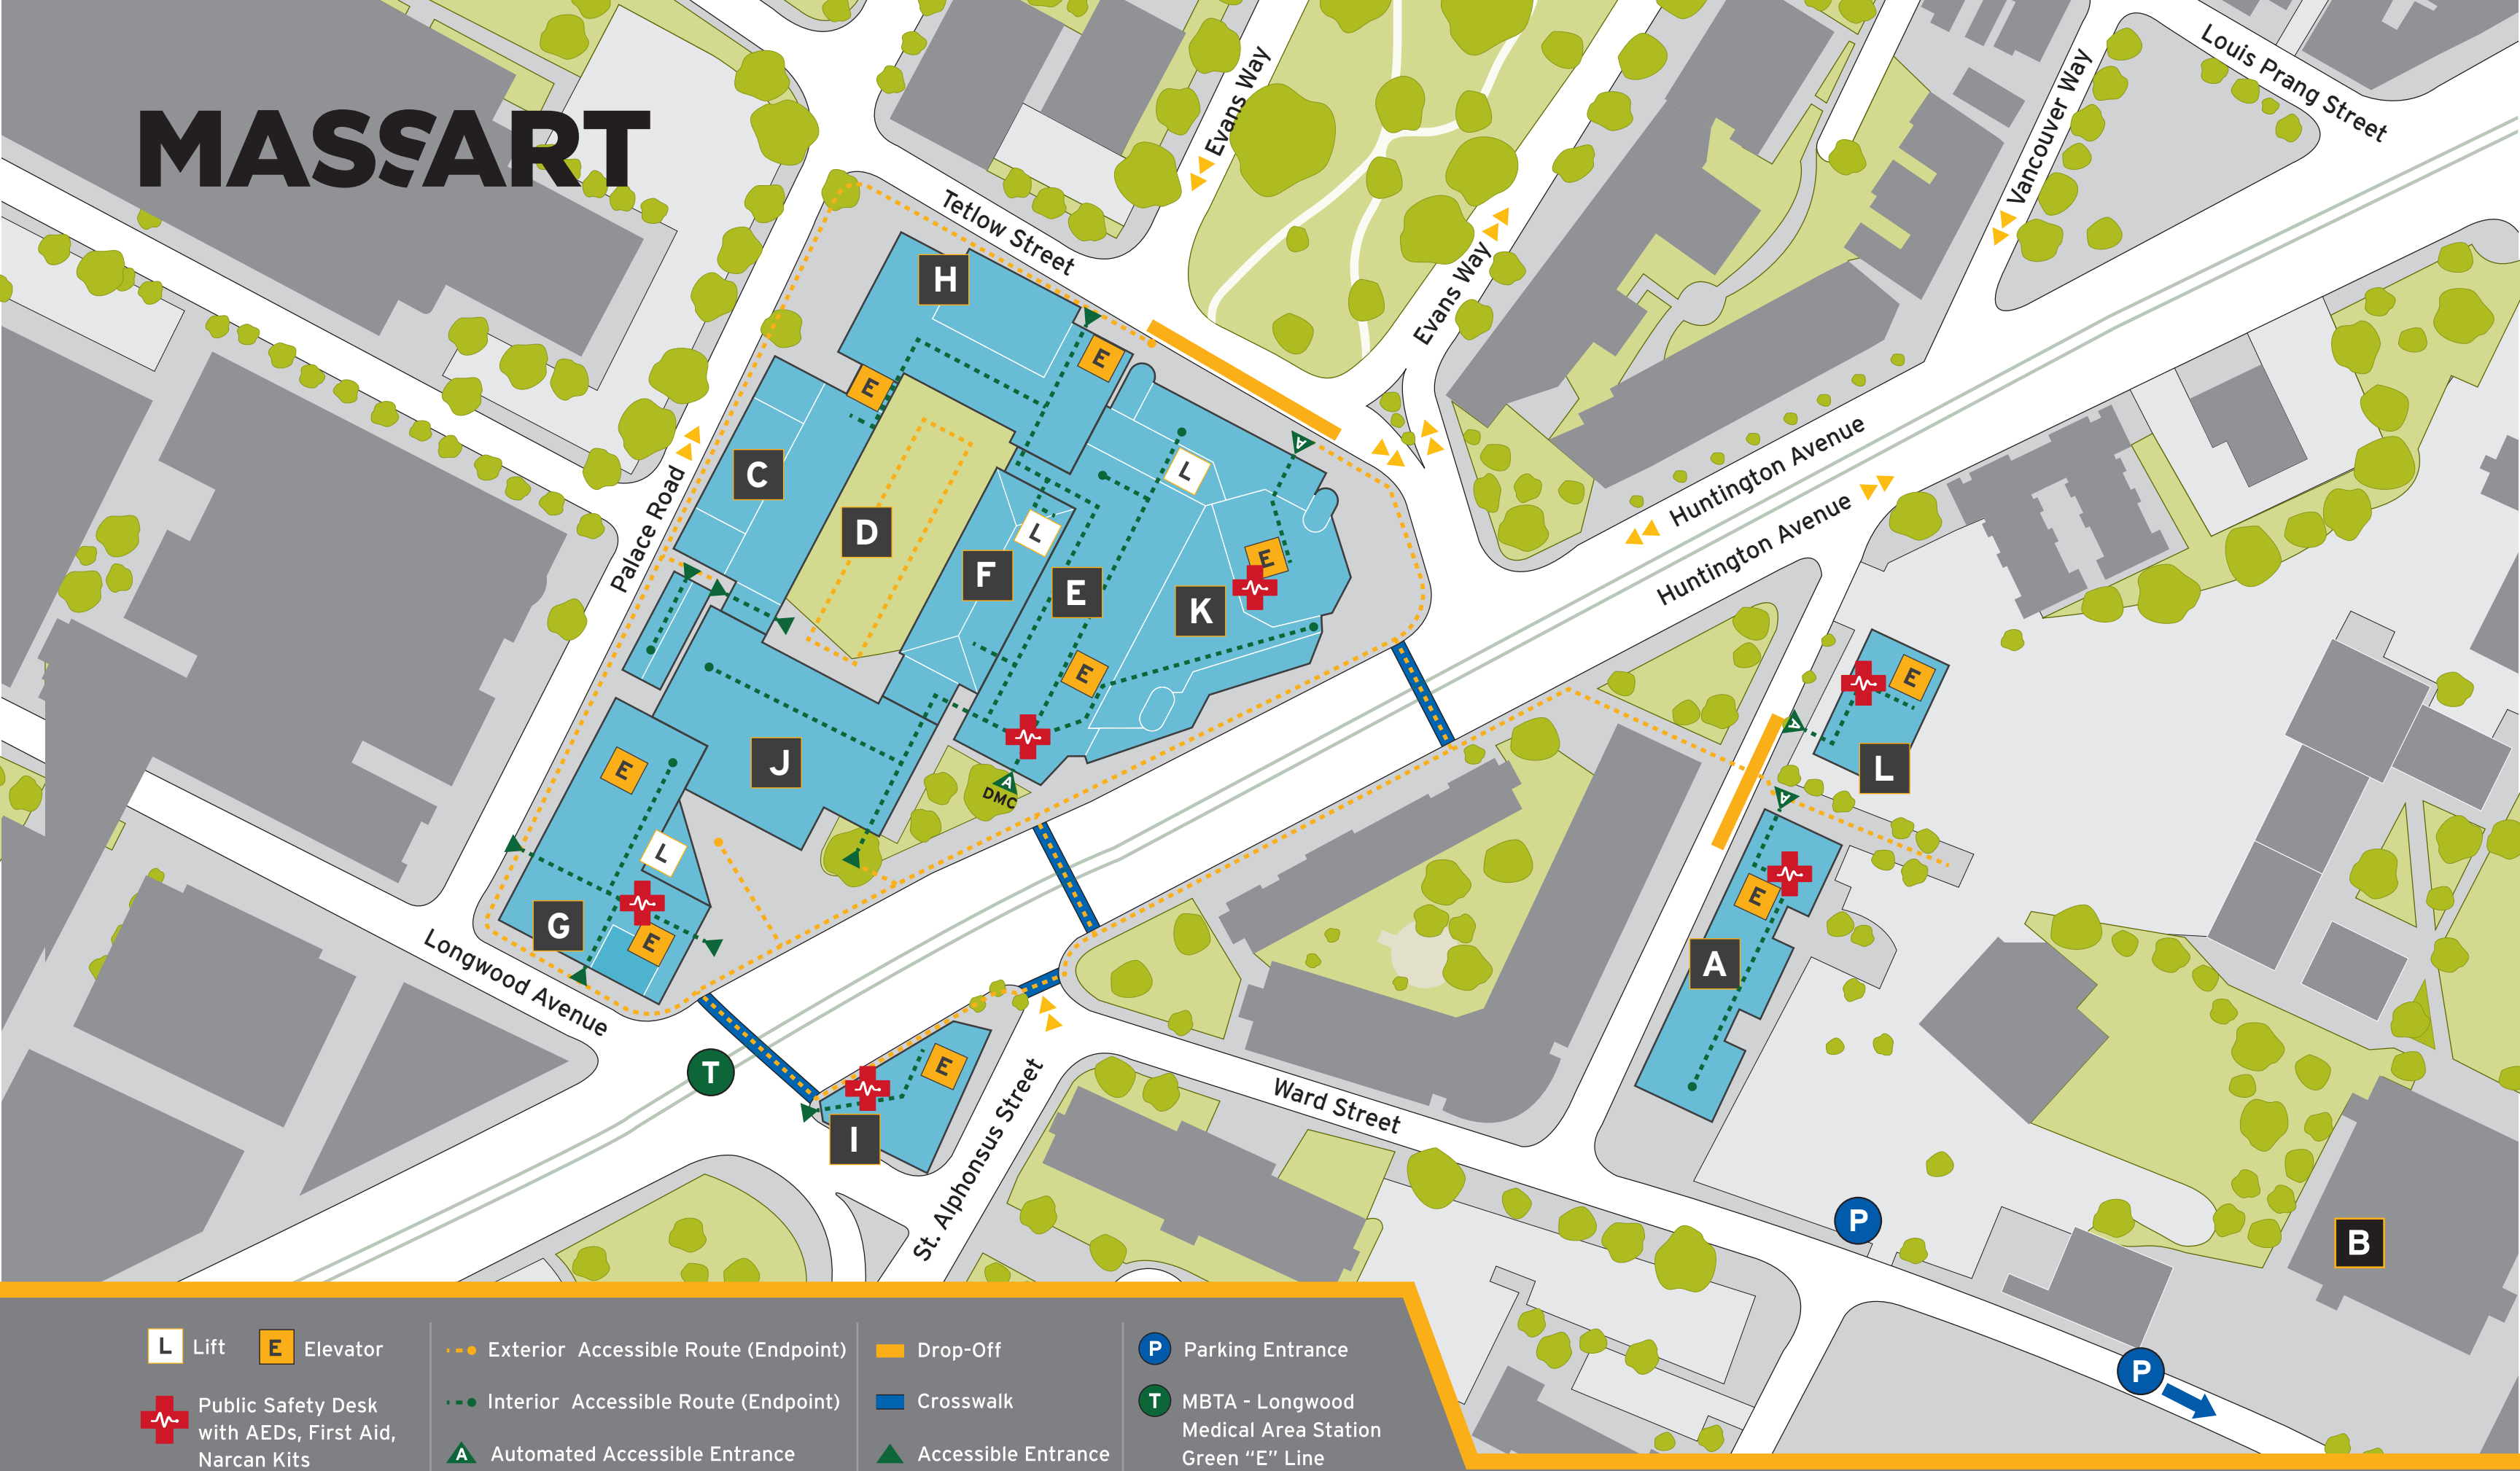 MASSART
Evans Way
Vancouver Way
Louis Prang Street
Tetlow Street
Evans Way
H
E
E
C
L
Huntington Avenue
Huntington Avenue
Palace Road
D
L
F
E
E
K
A
E
E
A
L
J
A
DMC
L
A
E
L
E
A
G
E
A
Longwood Avenue
T
E
I
St. Alphonsus Street
Ward Street
P
B
P
L Lift
E Elevator
Public Safety Desk
with AEDs, First Aid,
Narcan Kits
Exterior Accessible Route (Endpoint)
Interior Accessible Route (Endpoint)
A Automated Accessible Entrance
Drop-Off
Crosswalk
Accessible Entrance
P Parking Entrance
T MBTA - Longwood
Medical Area Station
Green “E” Line